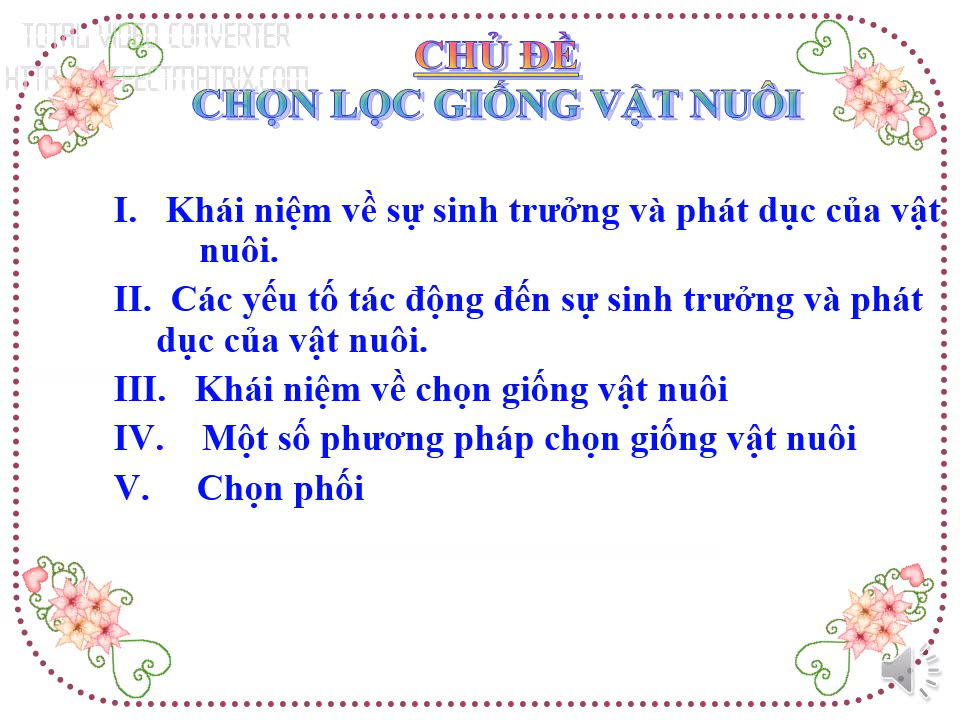 TOTAL VIDEO CONVERTER
CHỦ ĐỀ
CHỌN LỌC GIỐNG VẬT NUÔI
I. Khái niệm về sự sinh trưởng và phát dục của vật
nuôi.
II. Các yếu tố tác động đến sự sinh trưởng và phát
dục của vật nuôi.
III. Khái niệm về chọn giống vật nuôi
IV. Một số phương pháp chọn giống vật nuôi
V. Chọn phối